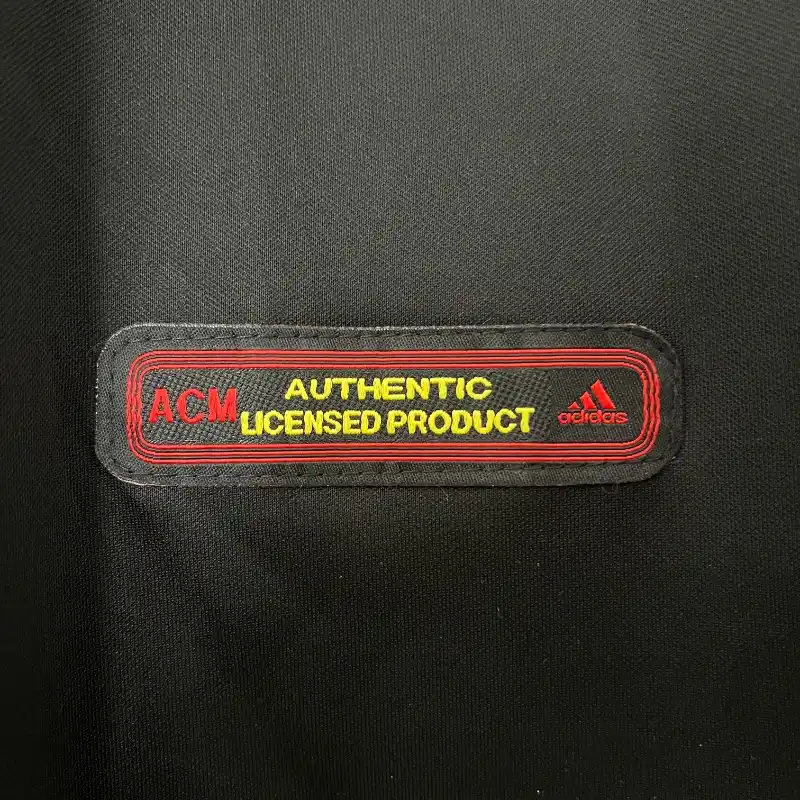 ACM
AUTHENTIC
LICENSED PRODUCT
adidas